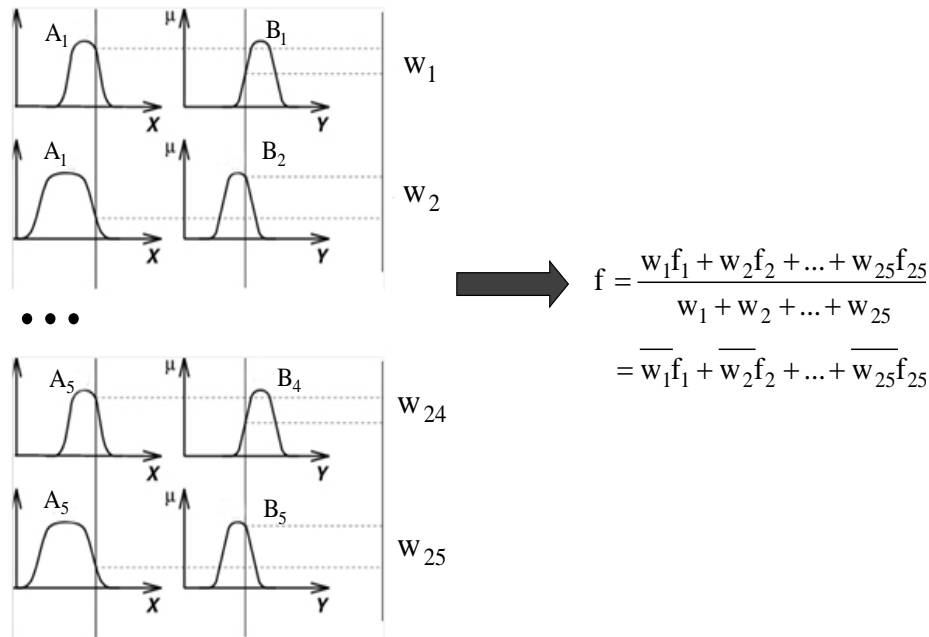 A₁ μ B₁
w₁
X Y
A₁ μ B₂
w₂
X Y
...
A₅ μ B₄
w₂₄
X Y
A₅ μ B₅
w₂₅
X Y
f = (w₁f₁ + w₂f₂ + ... + w₂₅f₂₅) / (w₁ + w₂ + ... + w₂₅)
= w̅₁f₁ + w̅₂f₂ + ... + w̅₂₅f₂₅